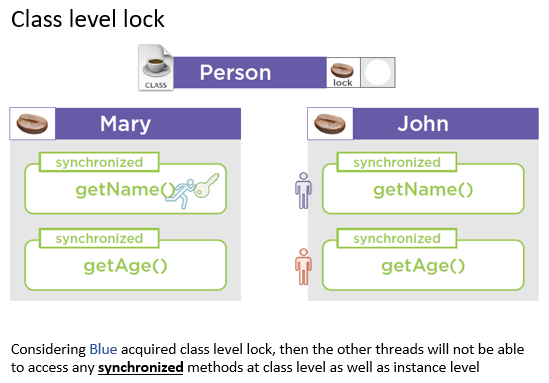 Class level lock
CLASS
Person
lock
Mary
synchronized
getName()
synchronized
getAge()
John
synchronized
getName()
synchronized
getAge()
Considering Blue acquired class level lock, then the other threads will not be able
to access any synchronized methods at class level as well as instance level